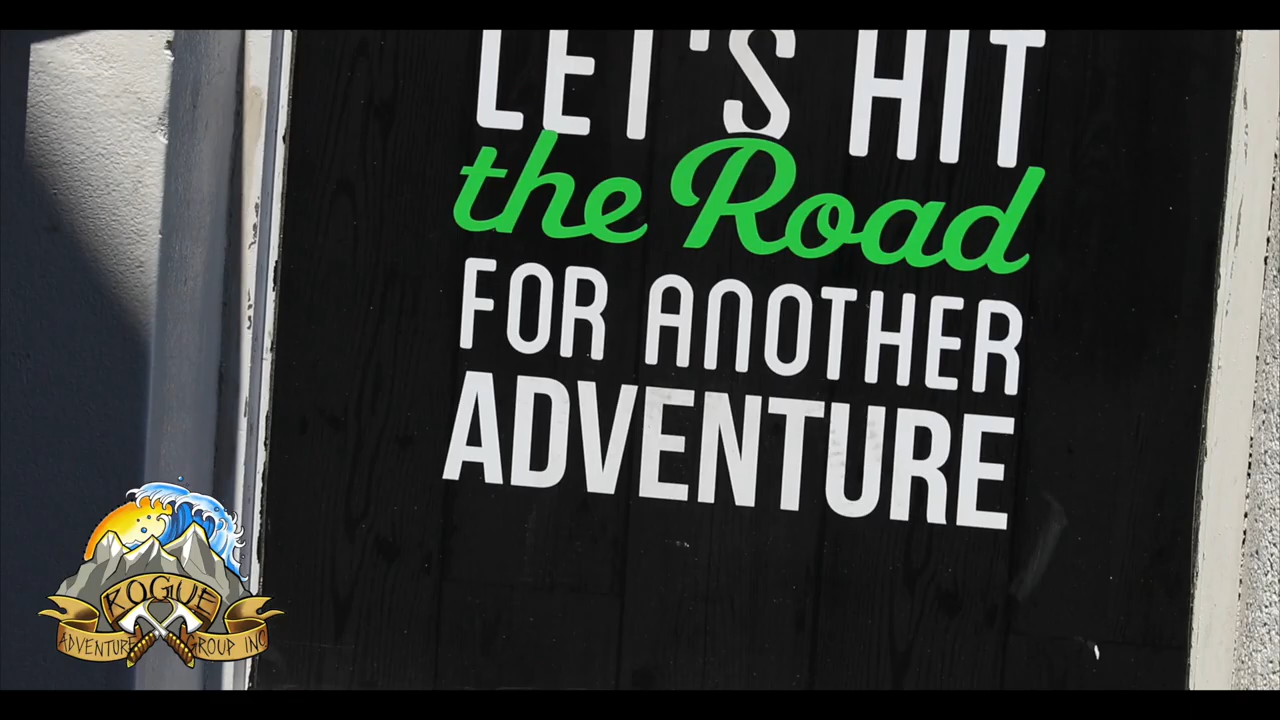 LET'S HIT
the Road
FOR ANOTHER
ADVENTURE
ROGUE
ADVENTURE GROUP INC